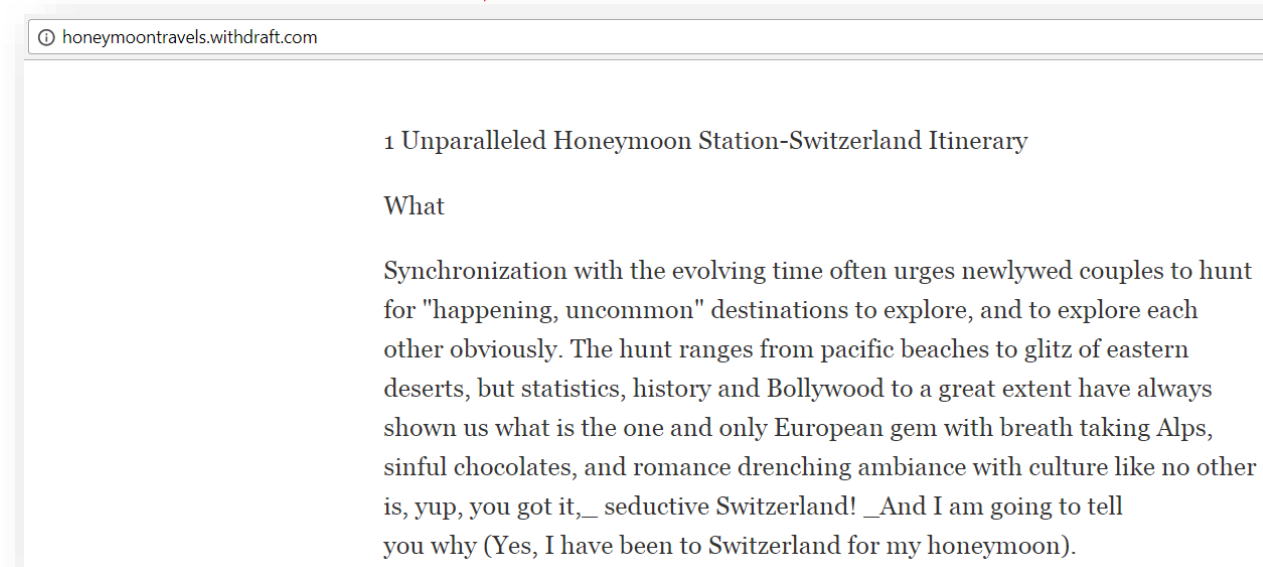 honeymoontravels.withdraft.com
1 Unparalleled Honeymoon Station-Switzerland Itinerary
What
Synchronization with the evolving time often urges newlywed couples to hunt
for "happening, uncommon" destinations to explore, and to explore each
other obviously. The hunt ranges from pacific beaches to glitz of eastern
deserts, but statistics, history and Bollywood to a great extent have always
shown us what is the one and only European gem with breath taking Alps,
sinful chocolates, and romance drenching ambiance with culture like no other
is, yup, you got it,_ seductive Switzerland! _And I am going to tell
you why (Yes, I have been to Switzerland for my honeymoon).